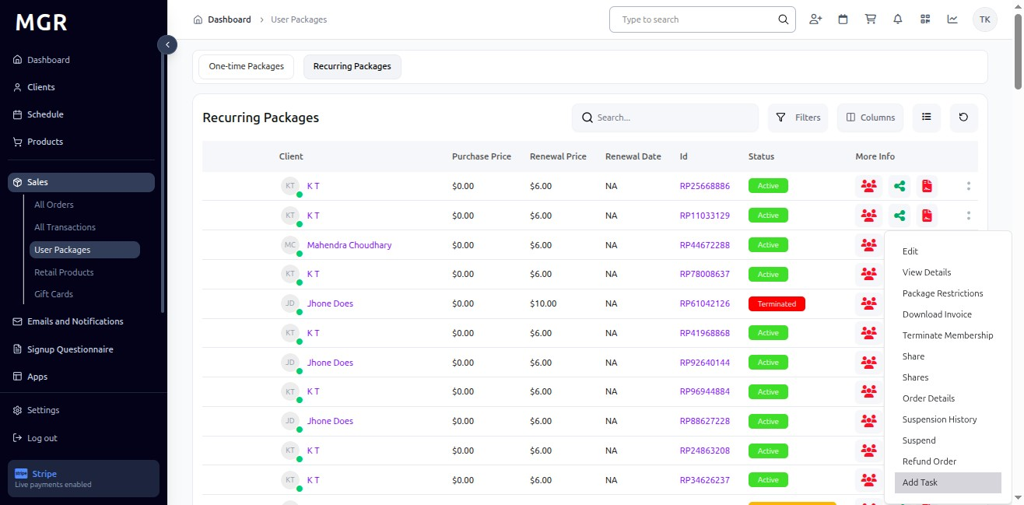 MGR
Dashboard
Clients
Schedule
Products
Sales
All Orders
All Transactions
User Packages
Retail Products
Gift Cards
Emails and Notifications
Signup Questionnaire
Apps
Settings
Log out
Stripe
Live payments enabled
Dashboard > User Packages
Type to search
TK
One-time Packages Recurring Packages
Recurring Packages
Search...
Filters
Columns
Client Purchase Price Renewal Price Renewal Date Id Status More Info
KT K T $0.00 $6.00 NA RP25668886 Active
KT K T $0.00 $6.00 NA RP11033129 Active
MC Mahendra Choudhary $0.00 $6.00 NA RP44672288 Active
KT K T $0.00 $6.00 NA RP78008637 Active
JD Jhone Does $0.00 $10.00 NA RP61042126 Terminated
KT K T $0.00 $6.00 NA RP41968868 Active
JD Jhone Does $0.00 $6.00 NA RP92640144 Active
KT K T $0.00 $6.00 NA RP96944884 Active
JD Jhone Does $0.00 $6.00 NA RP88627228 Active
KT K T $0.00 $6.00 NA RP24863208 Active
KT K T $0.00 $6.00 NA RP34626237 Active
Edit
View Details
Package Restrictions
Download Invoice
Terminate Membership
Share
Shares
Order Details
Suspension History
Suspend
Refund Order
Add Task